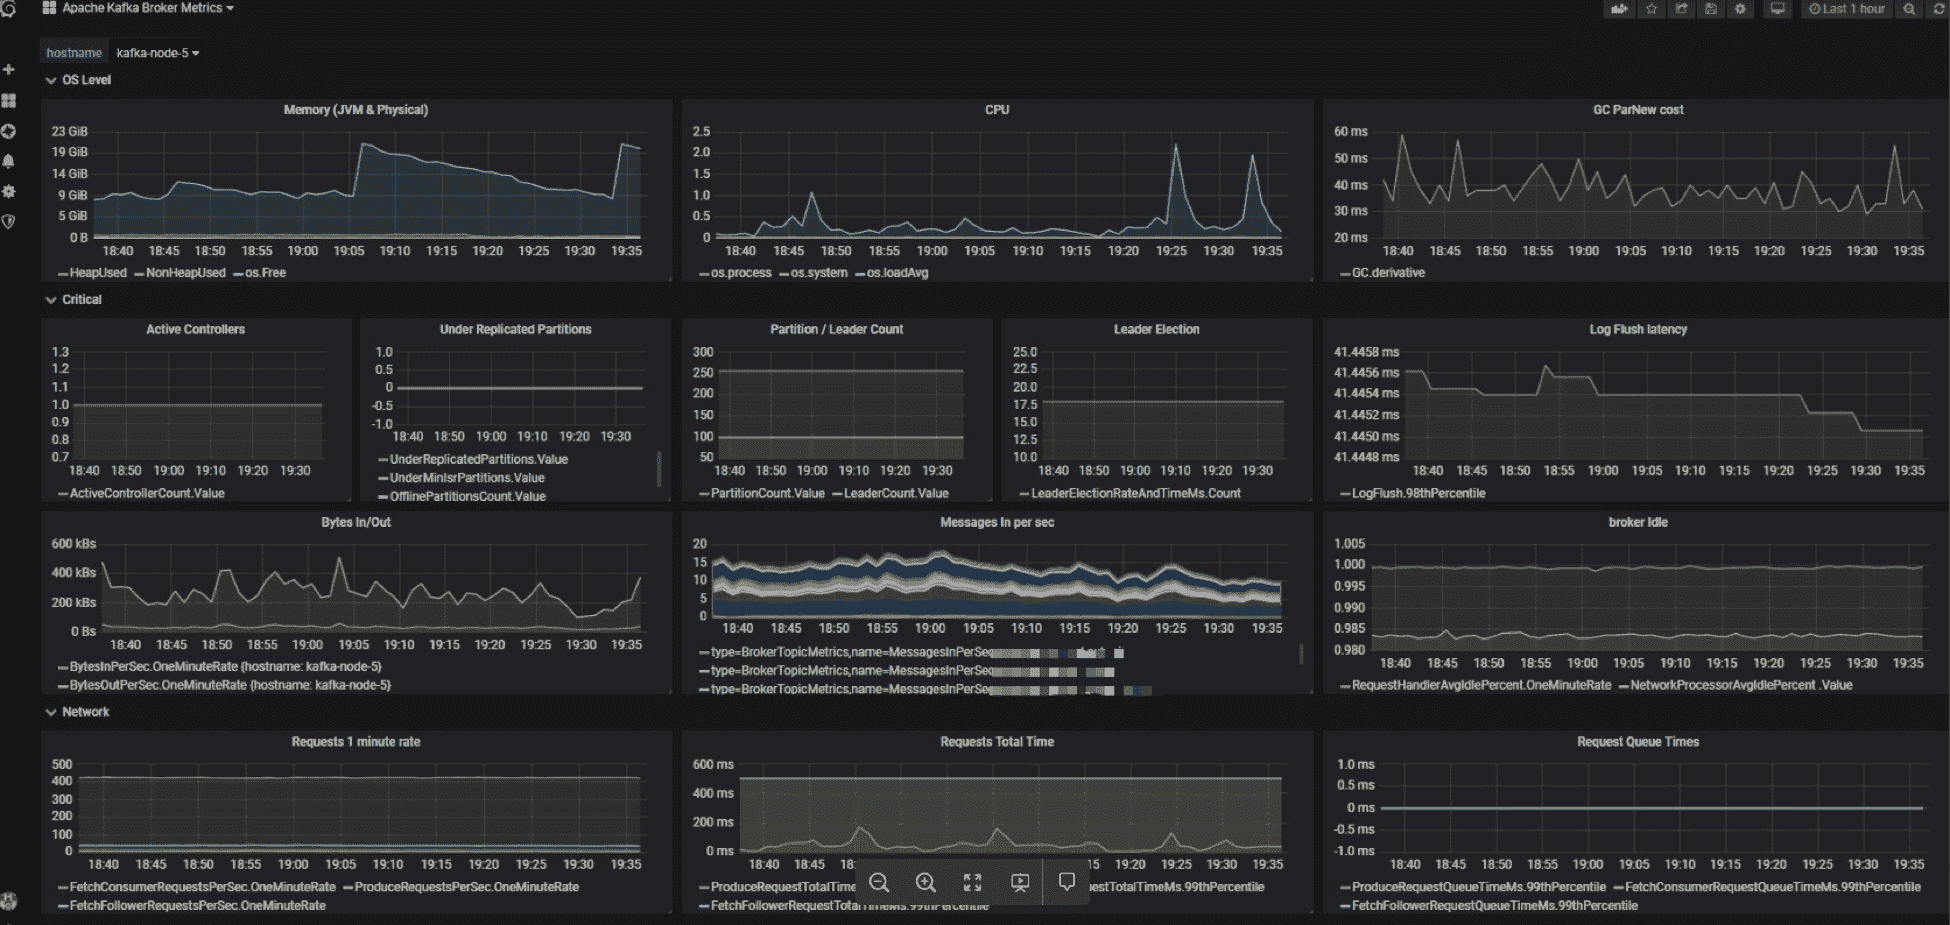 Apache Kafka Broker Metrics
Last 1 hour
hostname kafka-node-5
OS Level
Memory (JVM & Physical)
23 GiB
19 GiB
14 GiB
9 GiB
5 GiB
0 B
18:40 18:45 18:50 18:55 19:00 19:05 19:10 19:15 19:20 19:25 19:30 19:35
HeapUsed NonHeapUsed os.Free
CPU
2.5
2.0
1.5
1.0
0.5
0
18:40 18:45 18:50 18:55 19:00 19:05 19:10 19:15 19:20 19:25 19:30 19:35
os.process os.system os.loadAvg
GC ParNew cost
60 ms
50 ms
40 ms
30 ms
20 ms
18:40 18:45 18:50 18:55 19:00 19:05 19:10 19:15 19:20 19:25 19:30 19:35
GC.derivative
Critical
Active Controllers
1.3
1.2
1.1
1.0
0.9
0.8
0.7
18:40 18:50 19:00 19:10 19:20 19:30
ActiveControllerCount.Value
Under Replicated Partitions
1.0
0.5
0
-0.5
-1.0
18:40 18:50 19:00 19:10 19:20 19:30
UnderReplicatedPartitions.Value
UnderMinIsrPartitions.Value
OfflinePartitionsCount.Value
Partition / Leader Count
300
250
200
150
100
50
18:40 18:50 19:00 19:10 19:20 19:30
PartitionCount.Value LeaderCount.Value
Leader Election
25.0
22.5
20.0
17.5
15.0
12.5
10.0
18:40 18:50 19:00 19:10 19:20 19:30
LeaderElectionRateAndTimeMs.Count
Log Flush latency
41.4458 ms
41.4456 ms
41.4454 ms
41.4452 ms
41.4450 ms
41.4448 ms
18:40 18:45 18:50 18:55 19:00 19:05 19:10 19:15 19:20 19:25 19:30 19:35
LogFlush.98thPercentile
Bytes In/Out
600 kBs
400 kBs
200 kBs
0 Bs
18:40 18:45 18:50 18:55 19:00 19:05 19:10 19:15 19:20 19:25 19:30 19:35
BytesInPerSec.OneMinuteRate {hostname: kafka-node-5}
BytesOutPerSec.OneMinuteRate {hostname: kafka-node-5}
Messages In per sec
20
15
10
5
0
18:40 18:45 18:50 18:55 19:00 19:05 19:10 19:15 19:20 19:25 19:30 19:35
type=BrokerTopicMetrics,name=MessagesInPerSec
type=BrokerTopicMetrics,name=MessagesInPerSec
type=BrokerTopicMetrics,name=MessagesInPerSec
broker Idle
1.005
1.000
0.995
0.990
0.985
0.980
18:40 18:45 18:50 18:55 19:00 19:05 19:10 19:15 19:20 19:25 19:30 19:35
RequestHandlerAvgIdlePercent.OneMinuteRate NetworkProcessorAvgIdlePercent .Value
Network
Requests 1 minute rate
500
400
300
200
100
0
18:40 18:45 18:50 18:55 19:00 19:05 19:10 19:15 19:20 19:25 19:30 19:35
FetchConsumerRequestsPerSec.OneMinuteRate ProduceRequestsPerSec.OneMinuteRate
FetchFollowerRequestsPerSec.OneMinuteRate
Requests Total Time
600 ms
400 ms
200 ms
0 ms
18:40 18:45 18: 15 19:20 19:25 19:30 19:35
ProduceRequestTotalTime estTotalTimeMs.99thPercentile
FetchFollowerRequestTotalTimeMs.99thPercentile
Request Queue Times
1.0 ms
0.5 ms
0 ms
-0.5 ms
-1.0 ms
18:40 18:45 18:50 18:55 19:00 19:05 19:10 19:15 19:20 19:25 19:30 19:35
ProduceRequestQueueTimeMs.99thPercentile FetchConsumerRequestQueueTimeMs.99thPercentile
FetchFollowerRequestQueueTimeMs.99thPercentile